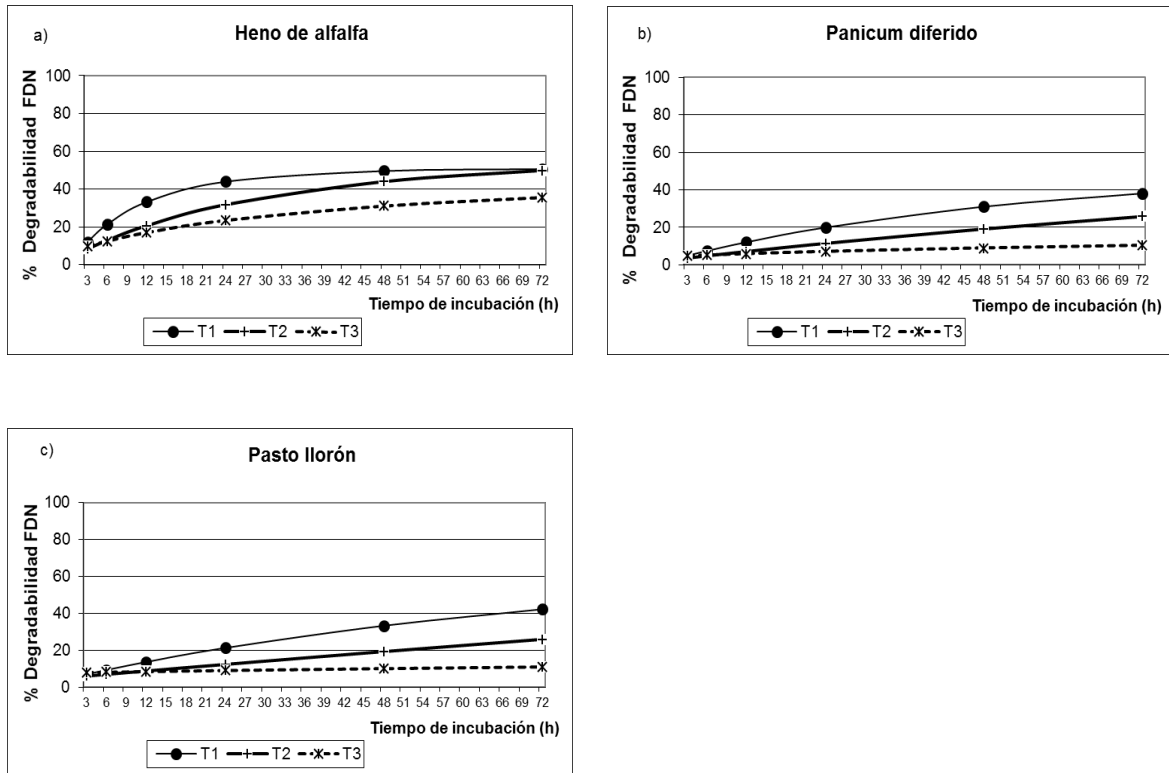 a)
Heno de alfalfa
% Degradabilidad FDN
100
80
60
40
20
0
3 6 9 12 15 18 21 24 27 30 33 36 39 42 45 48 51 54 57 60 63 66 69 72
Tiempo de incubación (h)
T1 T2 T3
b)
Panicum diferido
% Degradabilidad FDN
100
80
60
40
20
0
3 6 9 12 15 18 21 24 27 30 33 36 39 42 45 48 51 54 57 60 63 66 69 72
Tiempo de incubación (h)
T1 T2 T3
c)
Pasto llorón
% Degradabilidad FDN
100
80
60
40
20
0
3 6 9 12 15 18 21 24 27 30 33 36 39 42 45 48 51 54 57 60 63 66 69 72
Tiempo de incubación (h)
T1 T2 T3